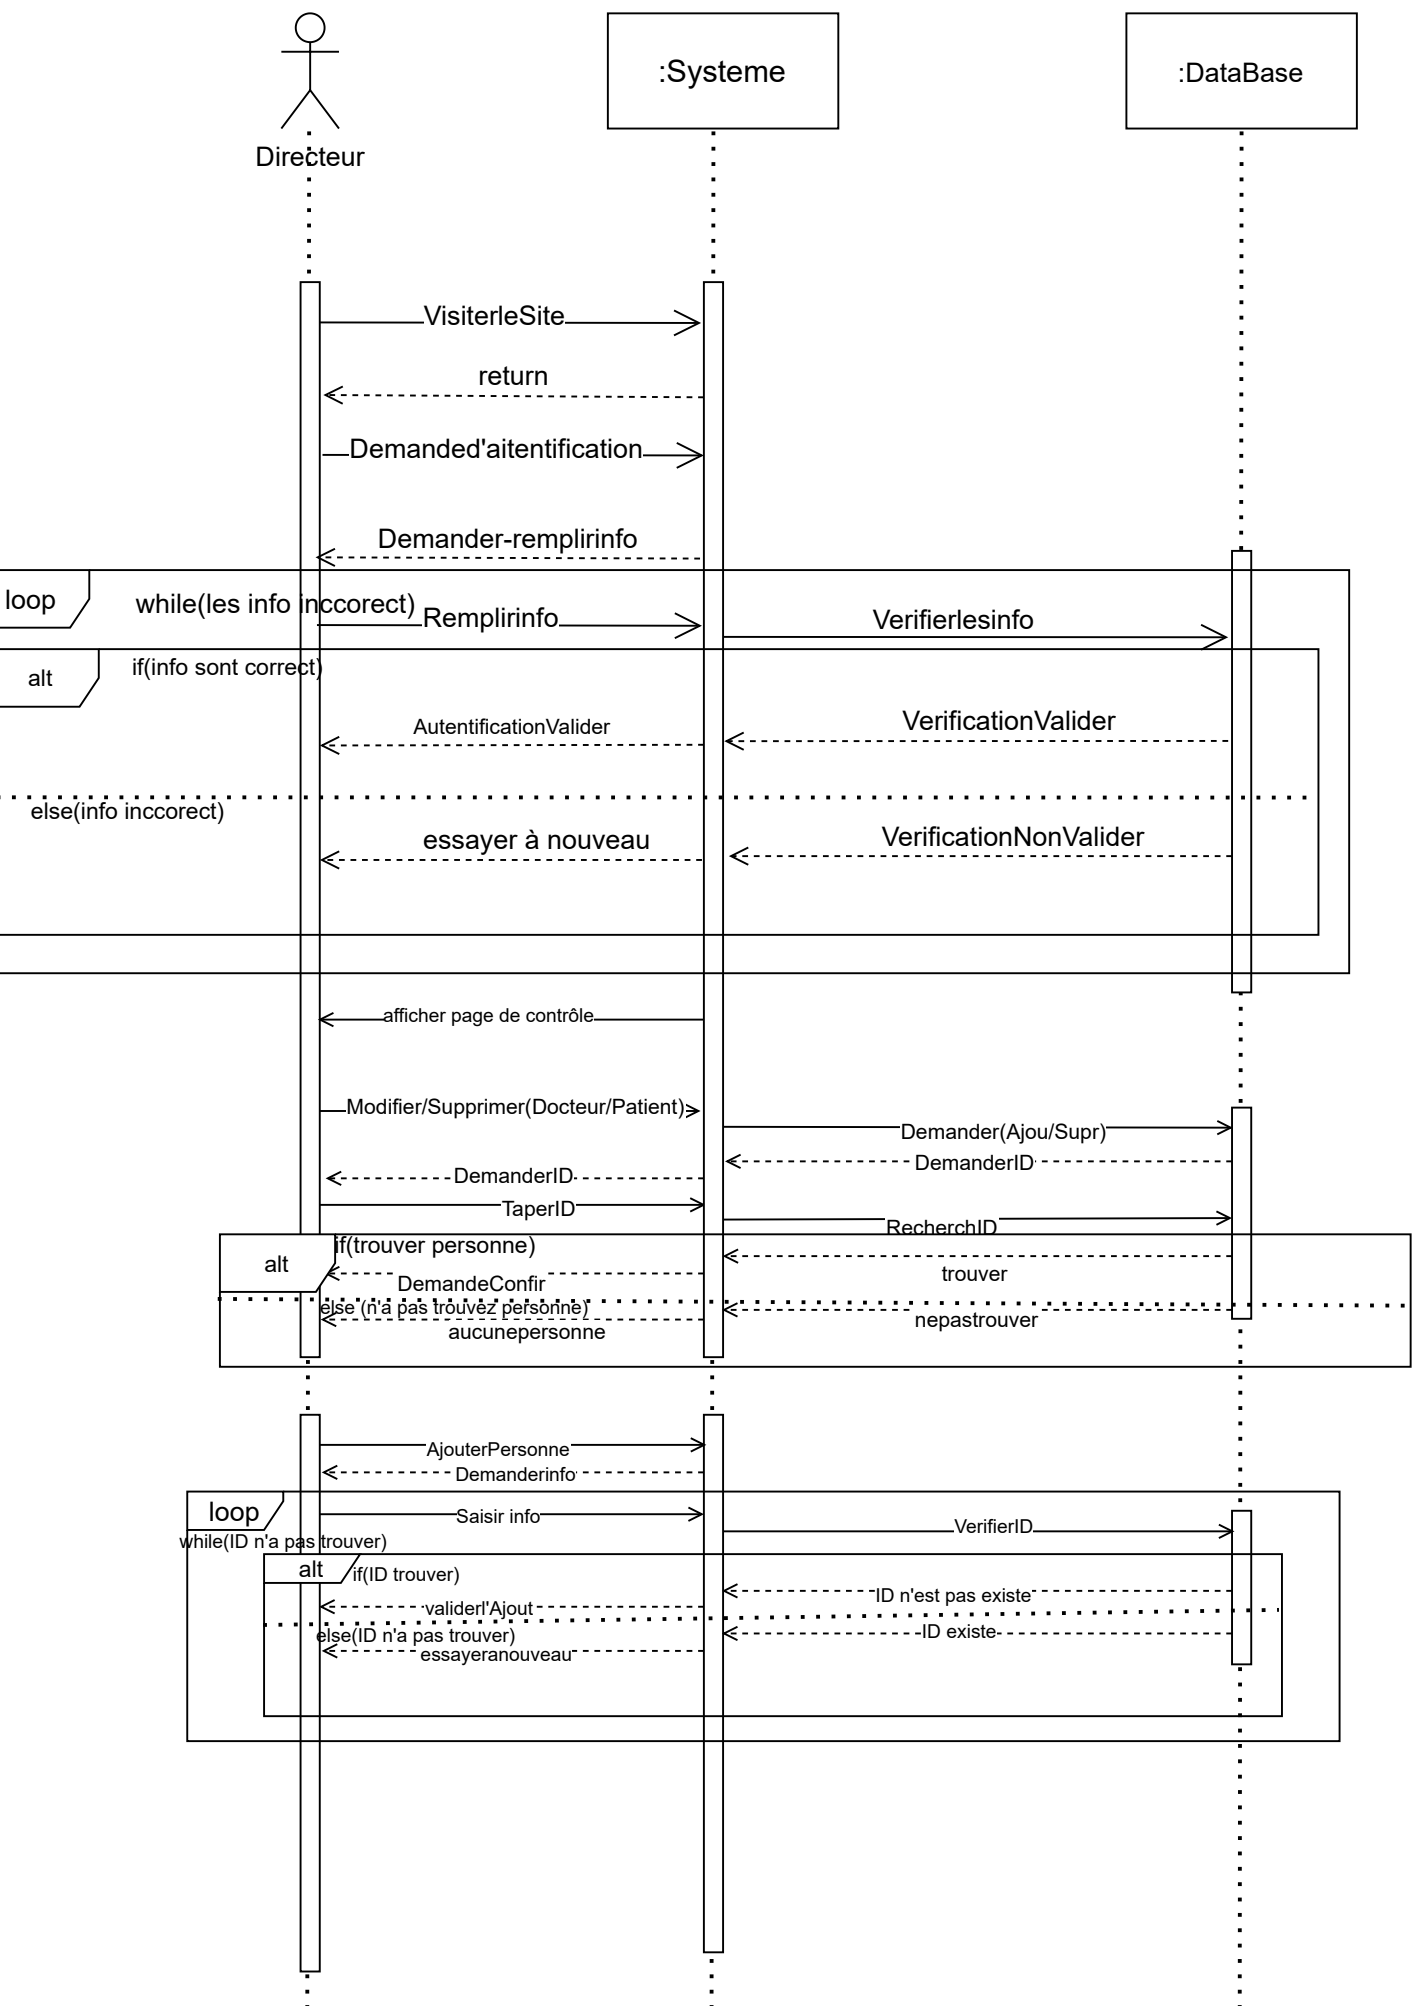 :Systeme
:DataBase
Directeur
VisiterleSite
return
Demanded'aitentification
Demander-remplirinfo
loop
while(les info inccorect)
Remplirinfo
Verifierlesinfo
alt
if(info sont correct)
AutentificationValider
VerificationValider
else(info inccorect)
essayer à nouveau
VerificationNonValider
afficher page de contrôle
Modifier/Supprimer(Docteur/Patient)
Demander(Ajou/Supr)
DemanderID
DemanderID
TaperID
RecherchID
alt
if(trouver personne)
trouver
DemandeConfir
else (n'a pas trouvez personne)
nepastrouver
aucunepersonne
AjouterPersonne
Demanderinfo
loop
Saisir info
VerifierID
while(ID n'a pas trouver)
alt
if(ID trouver)
ID n'est pas existe
validerl'Ajout
else(ID n'a pas trouver)
ID existe
essayeranouveau